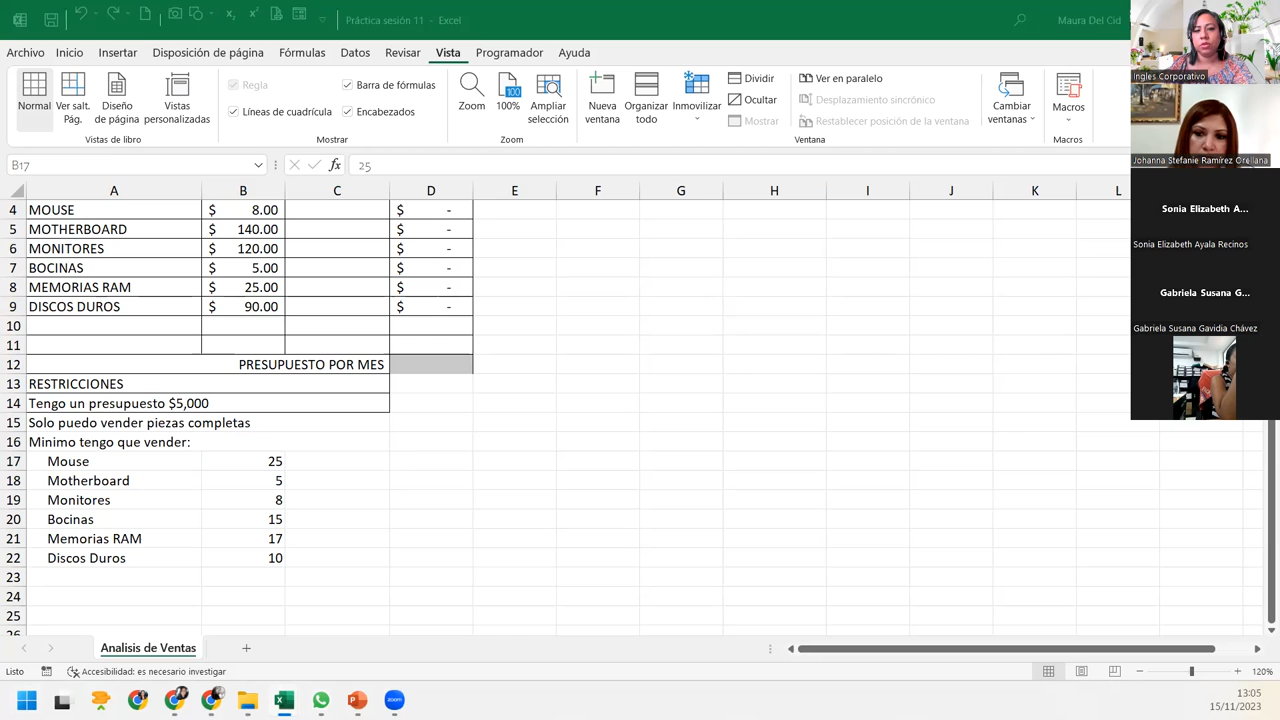 Práctica sesión 11 - Excel
Maura Del Cid
Archivo Inicio Insertar Disposición de página Fórmulas Datos Revisar Vista Programador Ayuda
Normal
Ver salt. Pág.
Diseño de página
Vistas personalizadas
Vistas de libro
Regla
Barra de fórmulas
Líneas de cuadrícula
Encabezados
Mostrar
Zoom
100
100%
Ampliar selección
Zoom
Nueva ventana
Organizar todo
Inmovilizar
Dividir
Ocultar
Mostrar
Ver en paralelo
Desplazamiento sincrónico
Restablecer posición de la ventana
Ventana
Cambiar ventanas
Macros
Macros
B17 fx 25
A B C D E F G H I J K L
4 MOUSE $ 8.00 $ -
5 MOTHERBOARD $ 140.00 $ -
6 MONITORES $ 120.00 $ -
7 BOCINAS $ 5.00 $ -
8 MEMORIAS RAM $ 25.00 $ -
9 DISCOS DUROS $ 90.00 $ -
10
11
12 PRESUPUESTO POR MES
13 RESTRICCIONES
14 Tengo un presupuesto $5,000
15 Solo puedo vender piezas completas
16 Minimo tengo que vender:
17 Mouse 25
18 Motherboard 5
19 Monitores 8
20 Bocinas 15
21 Memorias RAM 17
22 Discos Duros 10
23
24
25
26
Analisis de Ventas
Listo
Accesibilidad: es necesario investigar
120%
zoom
13:05
15/11/2023
Ingles Corporativo
Johanna Stefanie Ramírez Orellana
Sonia Elizabeth A...
Sonia Elizabeth Ayala Recinos
Gabriela Susana G...
Gabriela Susana Gavidia Chávez